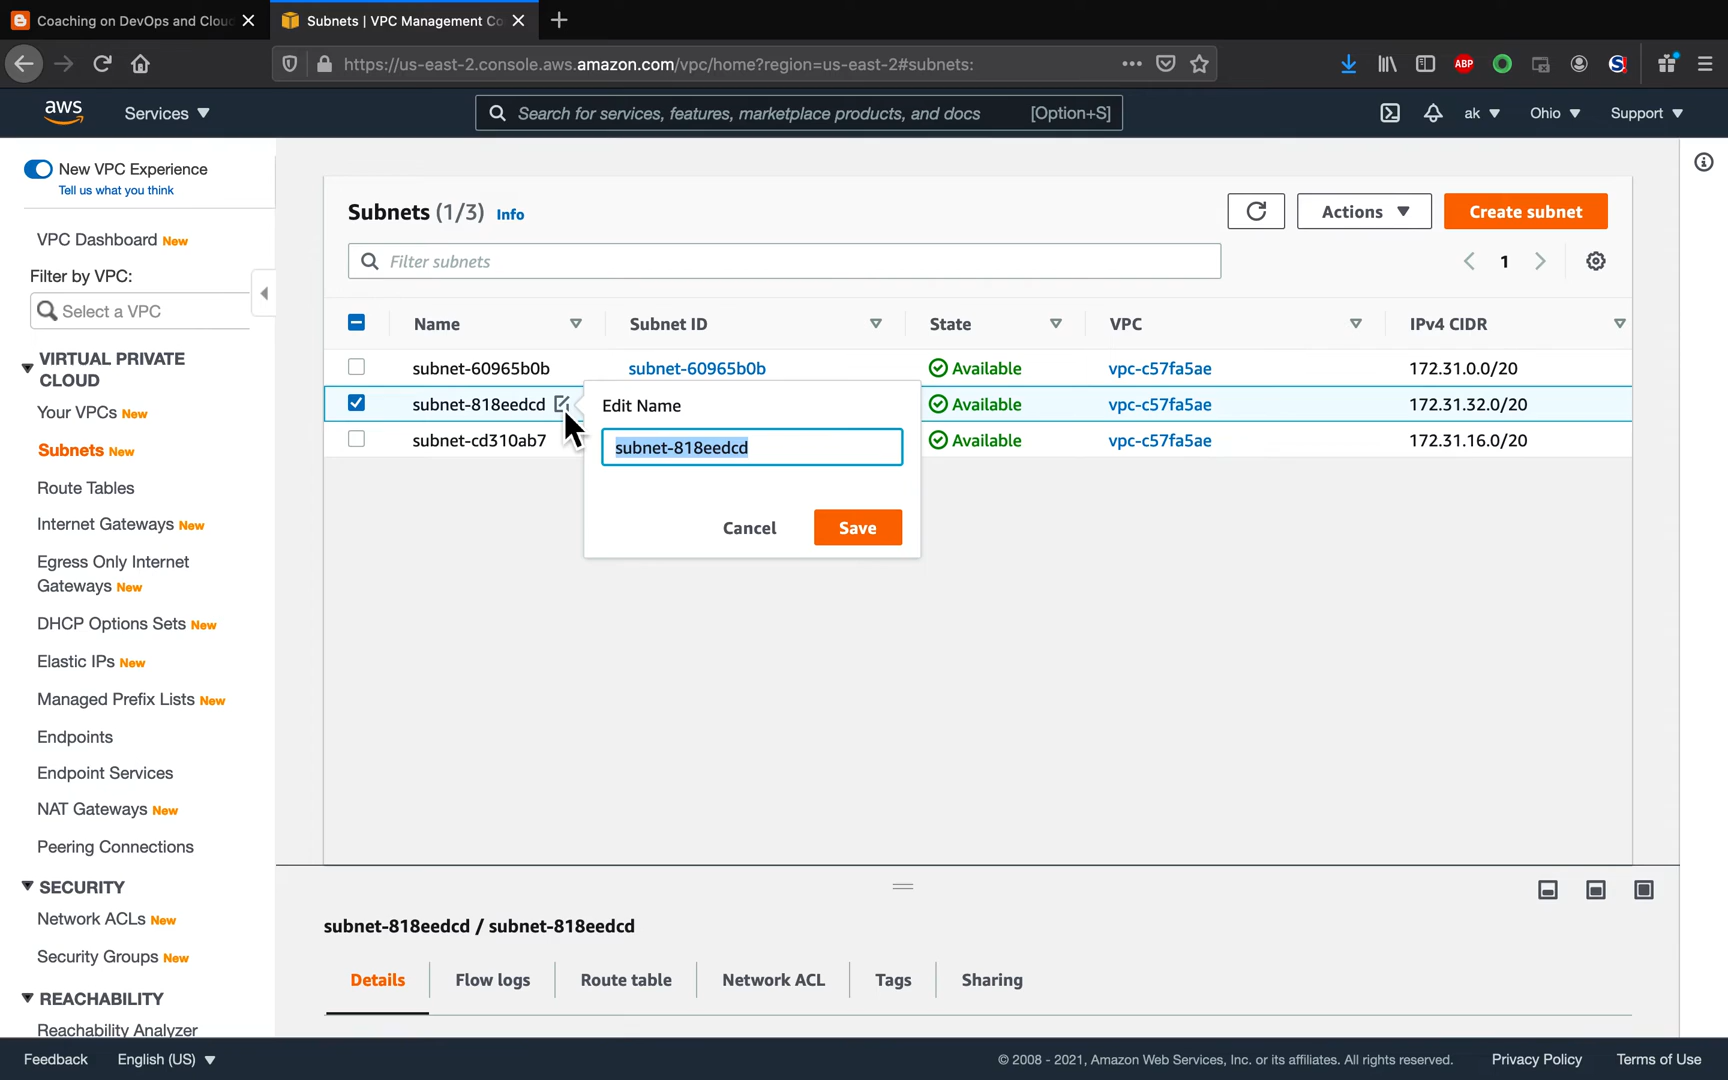 Coaching on DevOps and Clou
Subnets | VPC Management Co
https://us-east-2.console.aws.amazon.com/vpc/home?region=us-east-2#subnets:
ABP
S
aws
Services
Search for services, features, marketplace products, and docs
[Option+S]
ak
Ohio
Support
New VPC Experience
Tell us what you think
VPC Dashboard New
Filter by VPC:
Select a VPC
VIRTUAL PRIVATE
CLOUD
Your VPCs New
Subnets New
Route Tables
Internet Gateways New
Egress Only Internet
Gateways New
DHCP Options Sets New
Elastic IPs New
Managed Prefix Lists New
Endpoints
Endpoint Services
NAT Gateways New
Peering Connections
SECURITY
Network ACLs New
Security Groups New
REACHABILITY
Reachability Analyzer
Subnets (1/3) Info
Actions
Create subnet
Filter subnets
1
Name Subnet ID State VPC IPv4 CIDR
subnet-60965b0b subnet-60965b0b Available vpc-c57fa5ae 172.31.0.0/20
subnet-818eedcd Available vpc-c57fa5ae 172.31.32.0/20
subnet-cd310ab7 Available vpc-c57fa5ae 172.31.16.0/20
Edit Name
subnet-818eedcd
Cancel
Save
subnet-818eedcd / subnet-818eedcd
Details Flow logs Route table Network ACL Tags Sharing
Feedback
English (US)
© 2008 - 2021, Amazon Web Services, Inc. or its affiliates. All rights reserved.
Privacy Policy
Terms of Use